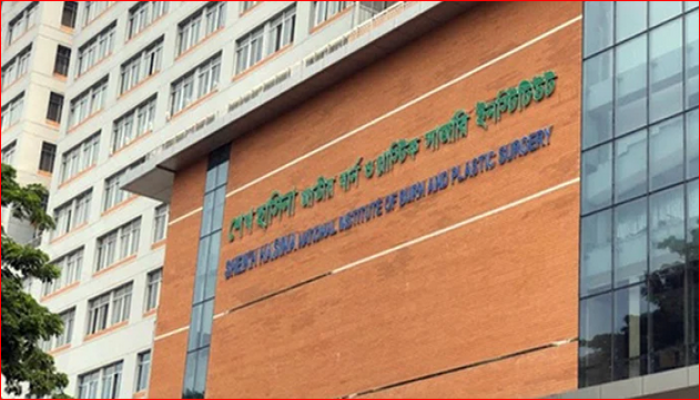 শেখ হাসিনা জাতীয় বার্ন ও প্লাস্টিক সার্জারি ইনস্টিটিউট
SHEIKH HASINA NATIONAL INSTITUTE OF BURN AND PLASTIC SURGERY